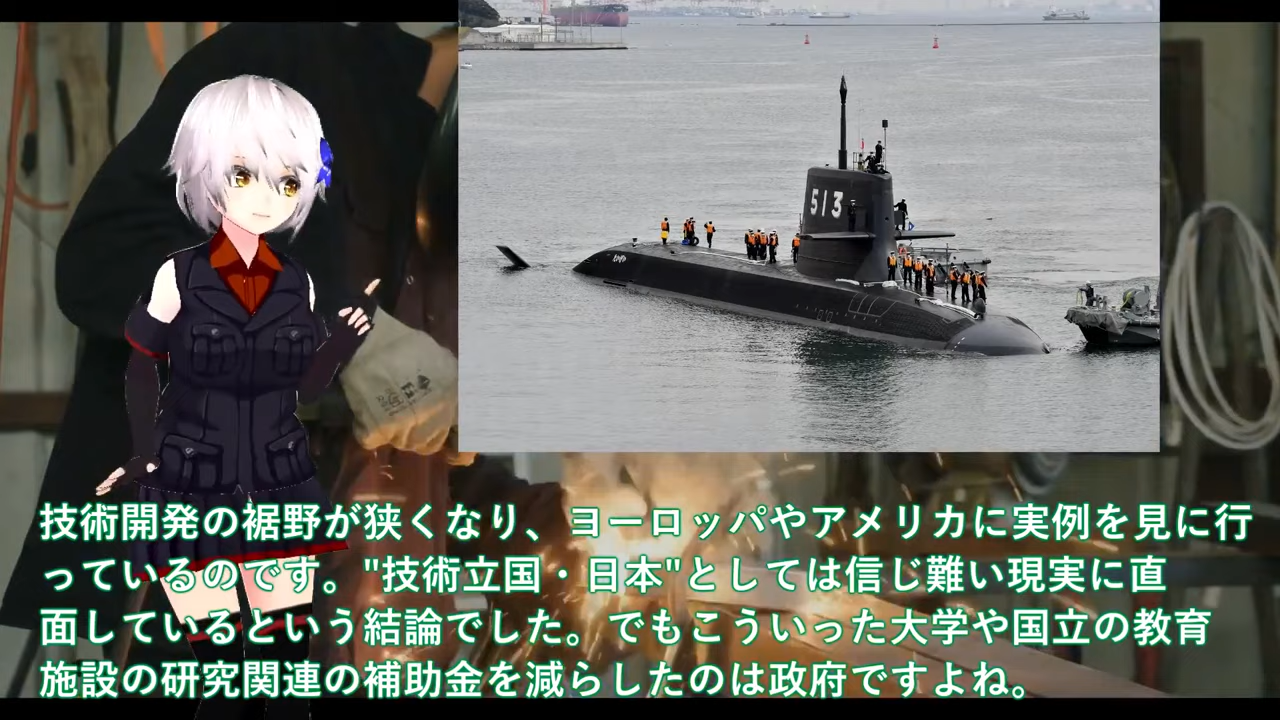 513
技術開発の裾野が狭くなり、ヨーロッパやアメリカに実例を見に行
っているのです。"技術立国・日本"としては信じ難い現実に直
面しているという結論でした。でもこういった大学や国立の教育
施設の研究関連の補助金を減らしたのは政府ですよね。